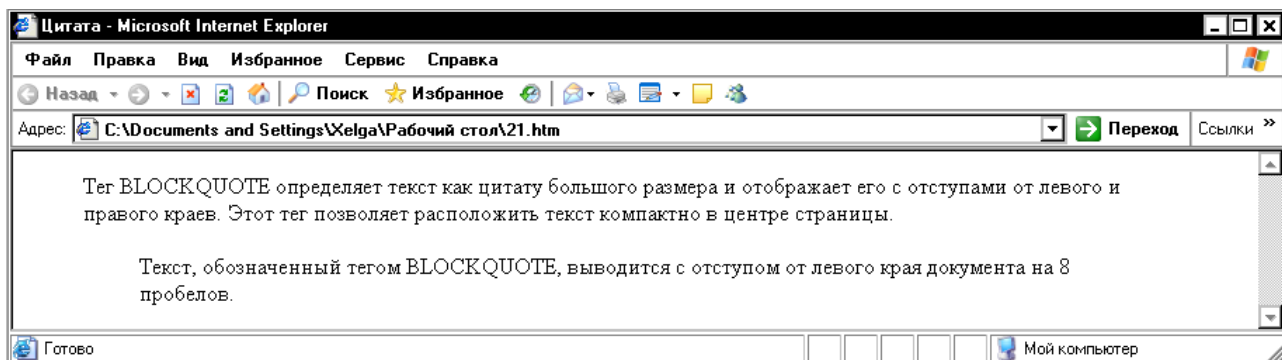 Цитата - Microsoft Internet Explorer
Файл Правка Вид Избранное Сервис Справка
Назад Поиск Избранное
Адрес: C:\Documents and Settings\Xelga\Рабочий стол\21.htm Переход Ссылки »
Тег BLOCKQUOTE определяет текст как цитату большого размера и отображает его с отступами от левого и
правого краев. Этот тег позволяет расположить текст компактно в центре страницы.
Текст, обозначенный тегом BLOCKQUOTE, выводится с отступом от левого края документа на 8
пробелов.
Готово Мой компьютер